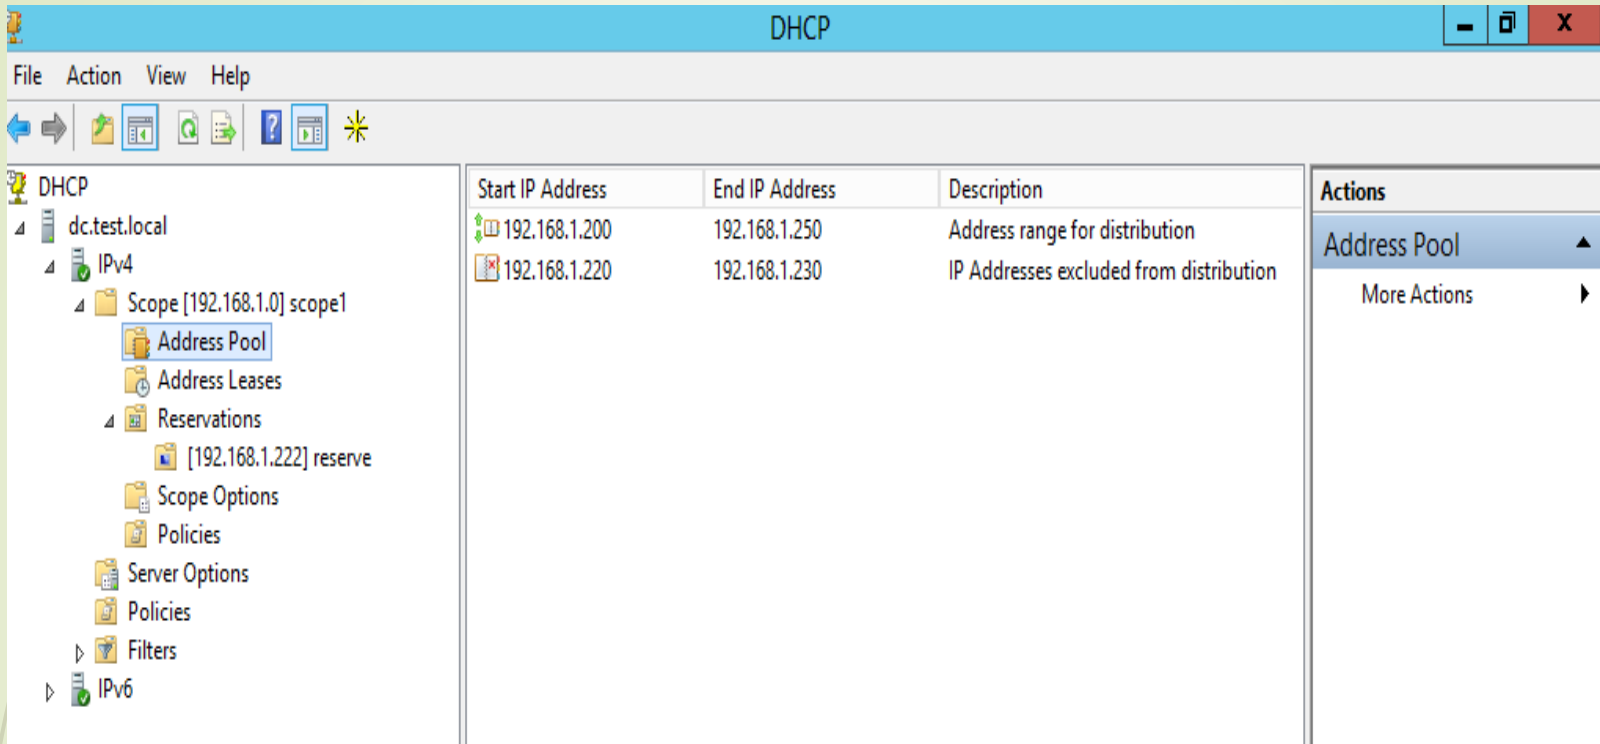 DHCP
File Action View Help
DHCP
dc.test.local
IPv4
Scope [192.168.1.0] scope1
Address Pool
Address Leases
Reservations
[192.168.1.222] reserve
Scope Options
Policies
Server Options
Policies
Filters
IPv6
Start IP Address End IP Address Description
192.168.1.200 192.168.1.250 Address range for distribution
192.168.1.220 192.168.1.230 IP Addresses excluded from distribution
Actions
Address Pool
More Actions